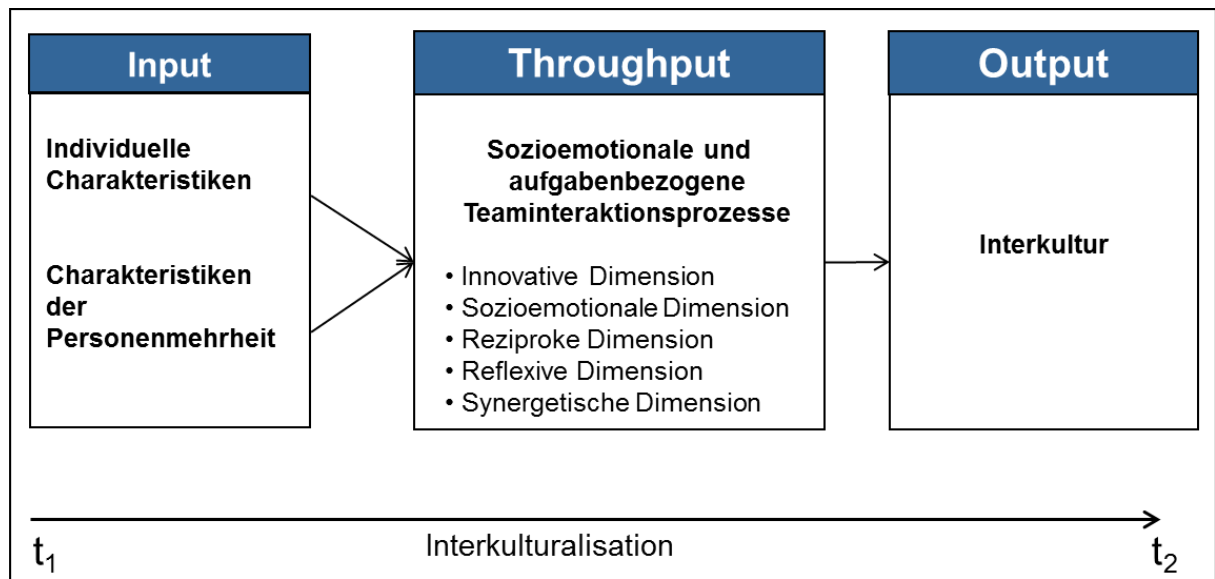 Input
Individuelle
Charakteristiken
Charakteristiken
der
Personenmehrheit
Throughput
Sozioemotionale und
aufgabenbezogene
Teaminteraktionsprozesse
• Innovative Dimension
• Sozioemotionale Dimension
• Reziproke Dimension
• Reflexive Dimension
• Synergetische Dimension
Output
Interkultur
t₁
Interkulturalisation
t₂